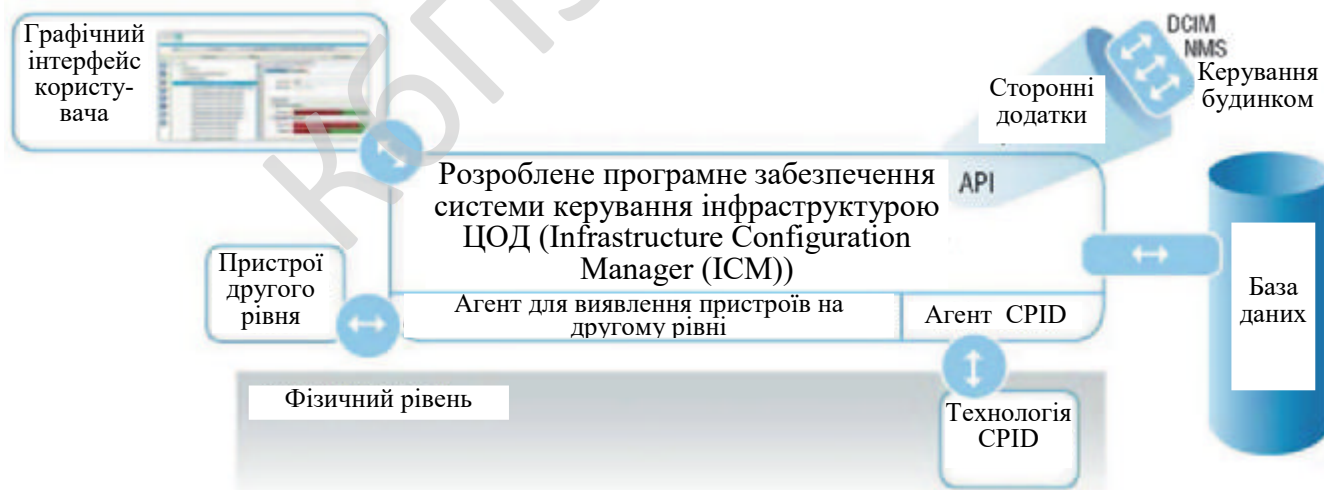 Графічний
інтерфейс
користу-
вача
DCIM
NMS
Керування
будинком
Сторонні
додатки
API
Розроблене програмне забезпечення
системи керування інфраструктурою
ЦОД (Infrastructure Configuration
Manager (ICM))
Пристрої
другого
рівня
Агент для виявлення пристроїв на
другому рівні
Агент CPID
База
даних
Фізичний рівень
Технологія
CPID